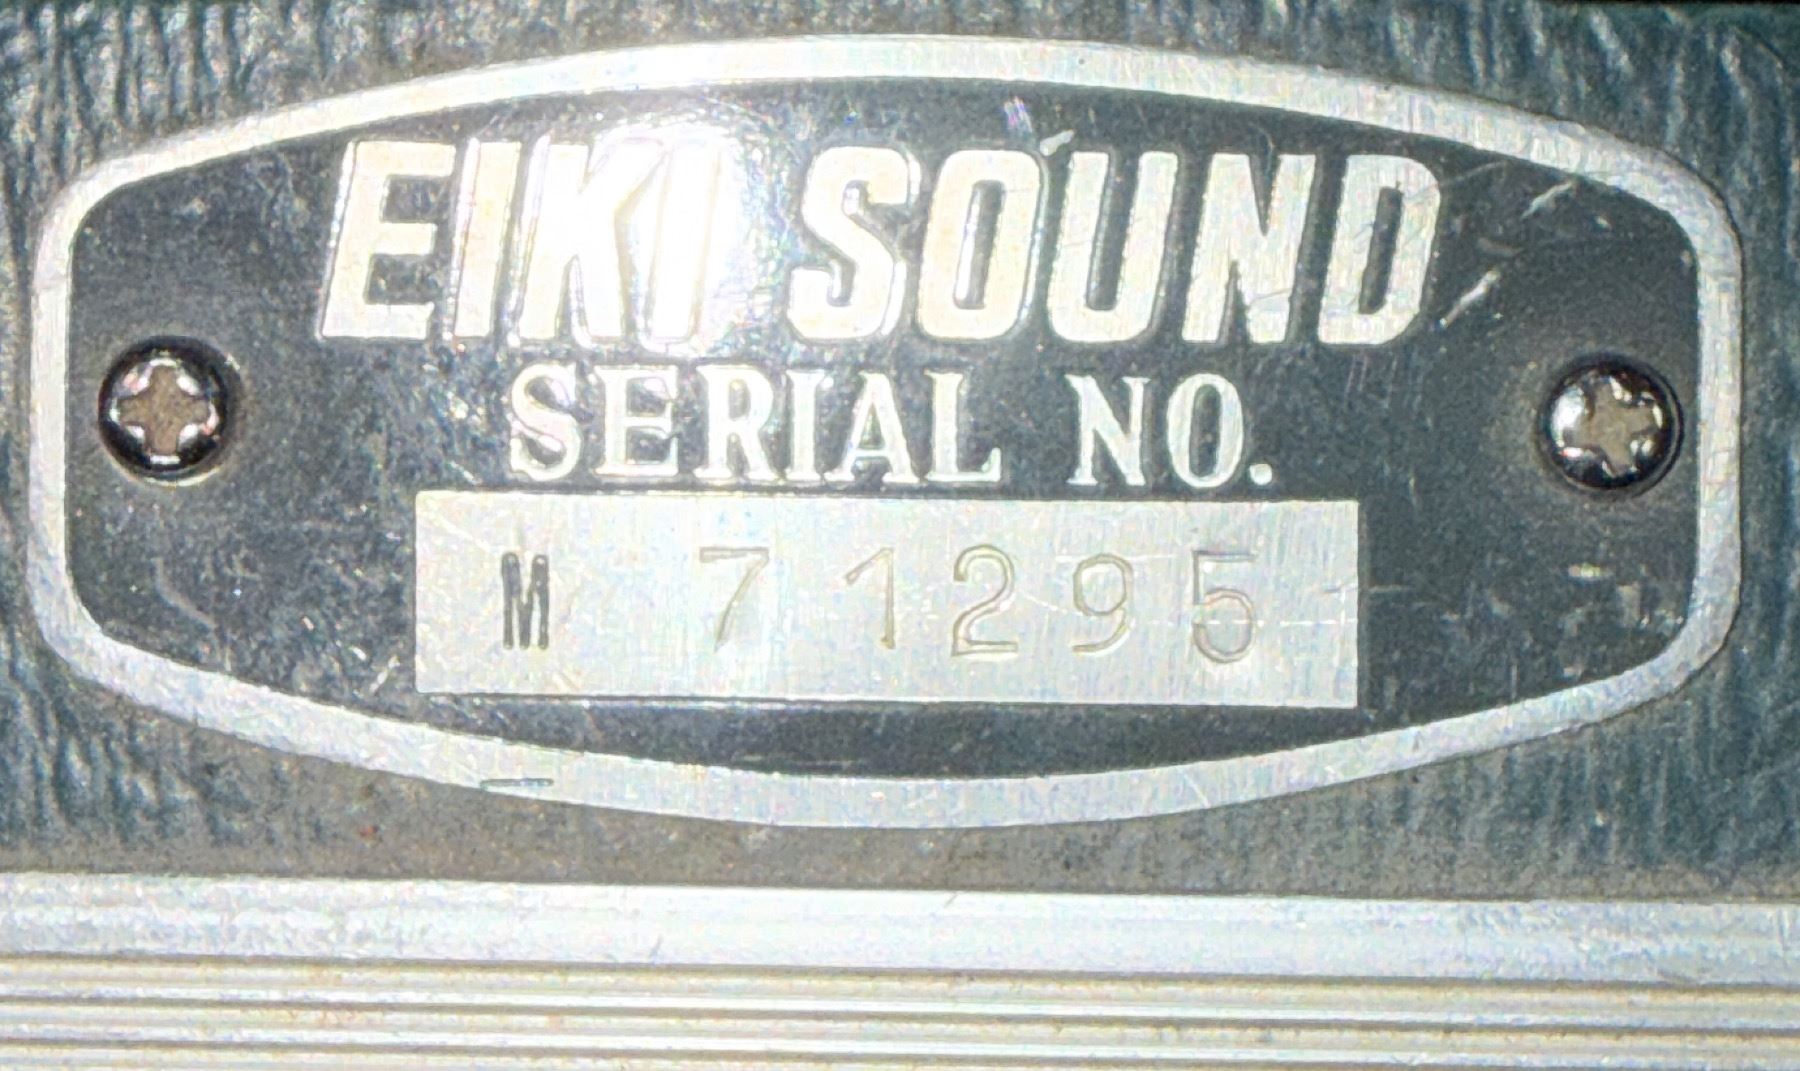 EIKI SOUND
SERIAL NO.
M 71295